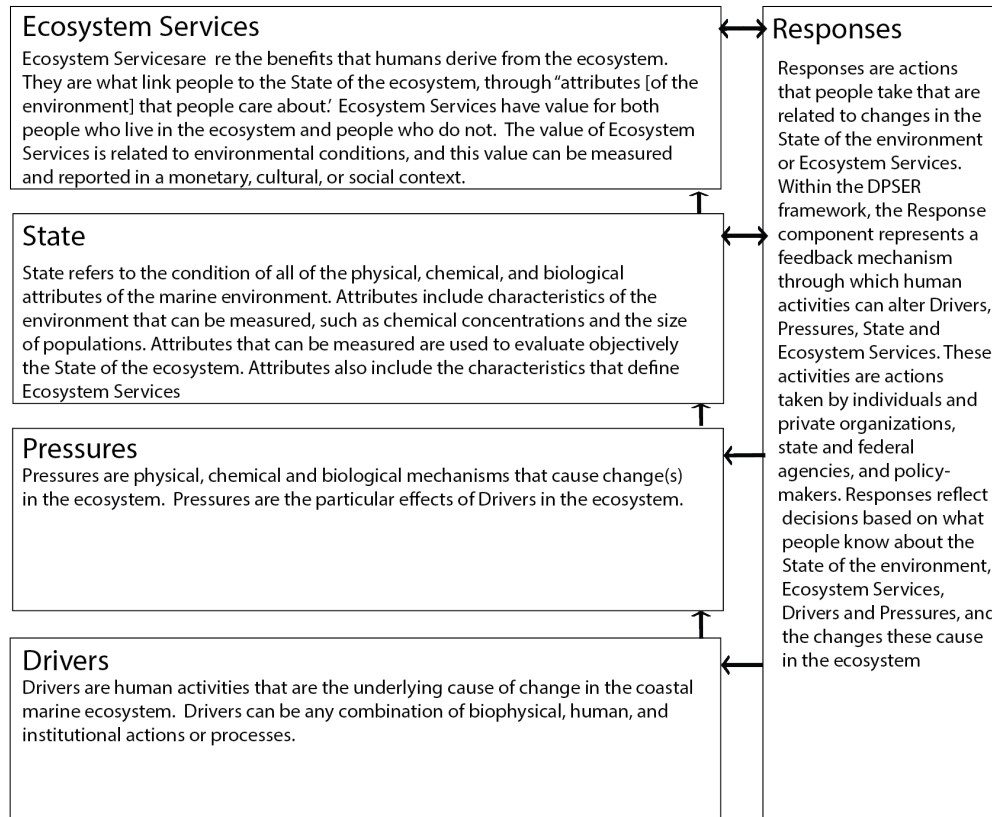 Ecosystem Services
Ecosystem Servicesare  re the benefits that humans derive from the ecosystem.
They are what link people to the State of the ecosystem, through “attributes [of the
environment] that people care about.’ Ecosystem Services have value for both
people who live in the ecosystem and people who do not.  The value of Ecosystem
Services is related to environmental conditions, and this value can be measured
and reported in a monetary, cultural, or social context.
State
State refers to the condition of all of the physical, chemical, and biological
attributes of the marine environment. Attributes include characteristics of the
environment that can be measured, such as chemical concentrations and the size
of populations. Attributes that can be measured are used to evaluate objectively
the State of the ecosystem. Attributes also include the characteristics that define
Ecosystem Services
Pressures
Pressures are physical, chemical and biological mechanisms that cause change(s)
in the ecosystem.  Pressures are the particular effects of Drivers in the ecosystem.
Drivers
Drivers are human activities that are the underlying cause of change in the coastal
marine ecosystem.  Drivers can be any combination of biophysical, human, and
institutional actions or processes.
Responses
Responses are actions
that people take that are
related to changes in the
State of the environment
or Ecosystem Services.
Within the DPSER
framework, the Response
component represents a
feedback mechanism
through which human
activities can alter Drivers,
Pressures, State and
Ecosystem Services. These
activities are actions
taken by individuals and
private organizations,
state and federal
agencies, and policy-
makers. Responses reflect
decisions based on what
people know about the
State of the environment,
Ecosystem Services,
Drivers and Pressures, and
the changes these cause
in the ecosystem